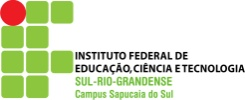 INSTITUTO FEDERAL DE
EDUCAÇÃO,CIÊNCIA E TECNOLOGIA
SUL-RIO-GRANDENSE
Campus Sapucaia do Sul